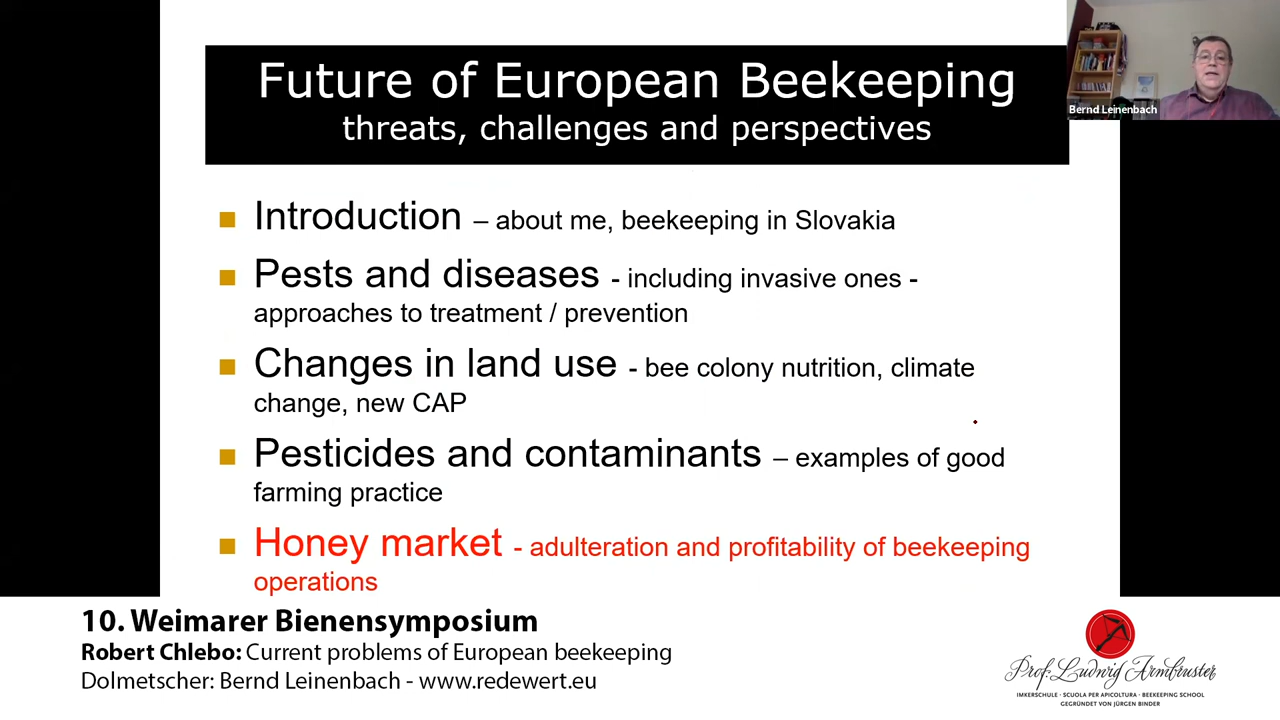 Future of European Beekeeping
threats, challenges and perspectives
Bernd Leinenbach
Introduction – about me, beekeeping in Slovakia
Pests and diseases - including invasive ones -
approaches to treatment / prevention
Changes in land use - bee colony nutrition, climate
change, new CAP
Pesticides and contaminants – examples of good
farming practice
Honey market - adulteration and profitability of beekeeping
operations
10. Weimarer Bienensymposium
Robert Chlebo: Current problems of European beekeeping
Dolmetscher: Bernd Leinenbach - www.redewert.eu
Prof. Ludwig Armbruster
IMKERSCHULE · SCUOLA PER APICOLTURA · BEEKEEPING SCHOOL
GEGRÜNDET VON JÜRGEN BINDER